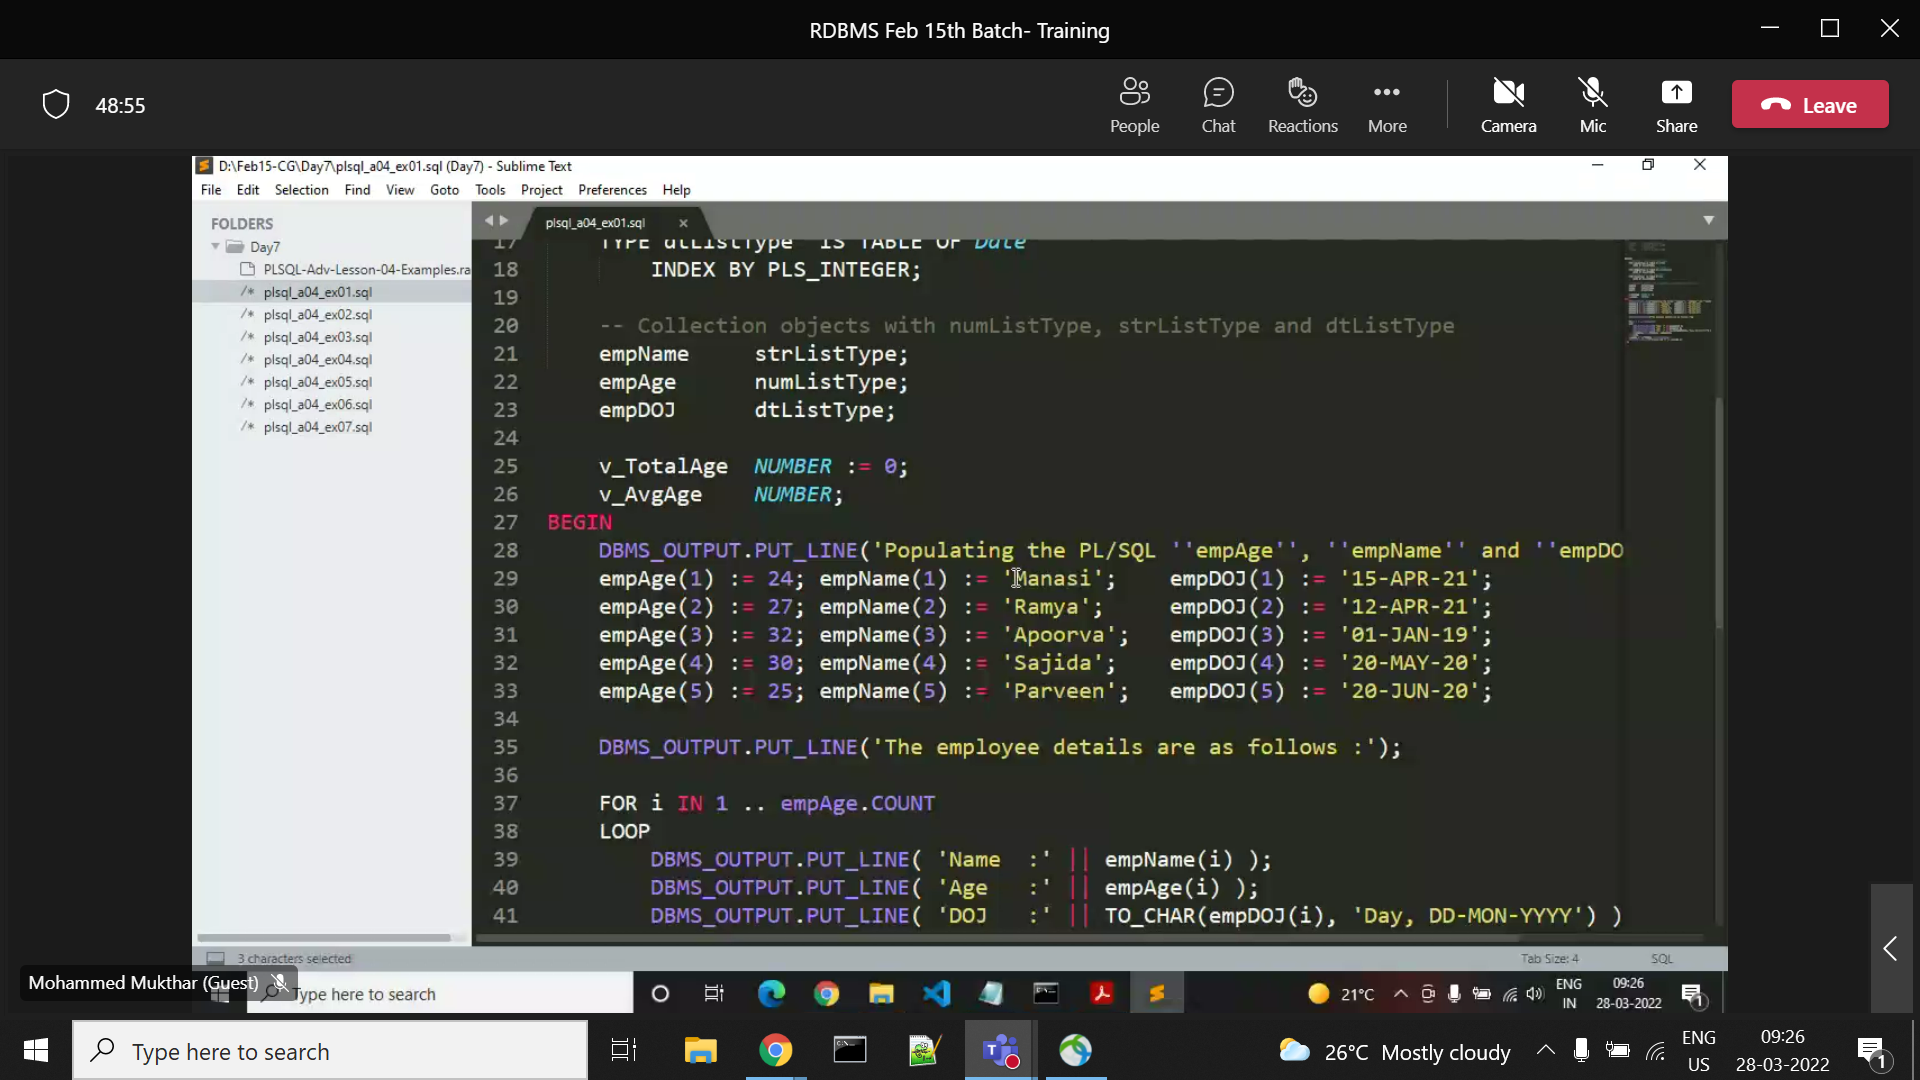 RDBMS Feb 15th Batch- Training
48:55
People
Chat
Reactions
More
Camera
Mic
Share
Leave
D:\Feb15-CG\Day7\plsql_a04_ex01.sql (Day7) - Sublime Text
File Edit Selection Find View Goto Tools Project Preferences Help
FOLDERS
Day7
PLSQL-Adv-Lesson-04-Examples.ra
/* plsql_a04_ex01.sql
/* plsql_a04_ex02.sql
/* plsql_a04_ex03.sql
/* plsql_a04_ex04.sql
/* plsql_a04_ex05.sql
/* plsql_a04_ex06.sql
/* plsql_a04_ex07.sql
plsql_a04_ex01.sql
17 TYPE dtListType IS TABLE OF Date
18 INDEX BY PLS_INTEGER;
19
20 -- Collection objects with numListType, strListType and dtListType
21 empName strListType;
22 empAge numListType;
23 empDOJ dtListType;
24
25 v_TotalAge NUMBER := 0;
26 v_AvgAge NUMBER;
27 BEGIN
28 DBMS_OUTPUT.PUT_LINE('Populating the PL/SQL ''empAge'', ''empName'' and ''empDO
29 empAge(1) := 24; empName(1) := 'Manasi'; empDOJ(1) := '15-APR-21';
30 empAge(2) := 27; empName(2) := 'Ramya'; empDOJ(2) := '12-APR-21';
31 empAge(3) := 32; empName(3) := 'Apoorva'; empDOJ(3) := '01-JAN-19';
32 empAge(4) := 30; empName(4) := 'Sajida'; empDOJ(4) := '20-MAY-20';
33 empAge(5) := 25; empName(5) := 'Parveen'; empDOJ(5) := '20-JUN-20';
34
35 DBMS_OUTPUT.PUT_LINE('The employee details are as follows :');
36
37 FOR i IN 1 .. empAge.COUNT
38 LOOP
39 DBMS_OUTPUT.PUT_LINE( 'Name :' || empName(i) );
40 DBMS_OUTPUT.PUT_LINE( 'Age :' || empAge(i) );
41 DBMS_OUTPUT.PUT_LINE( 'DOJ :' || TO_CHAR(empDOJ(i), 'Day, DD-MON-YYYY') )
3 characters selected
Tab Size: 4
SQL
Mohammed Mukthar (Guest)
Type here to search
21°C
ENG
IN
09:26
28-03-2022
1
Type here to search
26°C Mostly cloudy
ENG
US
09:26
28-03-2022
1